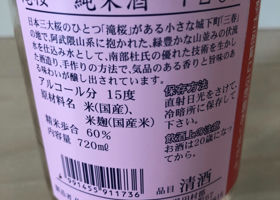 滝桜 純米酒
日本三大桜のひとつ「滝桜」がある小さな城下町「三春」
の地で、阿武隈山系に抱かれた、緑豊かな山並みの伏流
水を仕込み水として、南部杜氏の優れた技術を生かし
た酒造り、手作りの方法で、気品のある香りと旨味のあ
る味わいが醸し出されています。
アルコール分 15度
原材料名 米(国産)、
米麹(国産米)
精米歩合 60%
内容量 720ml
保存方法
直射日光をさけて、
冷暗所に保存して
下さい。
飲酒上の注意
お酒は20歳になっ
てから。
4391455911736
品目 清酒